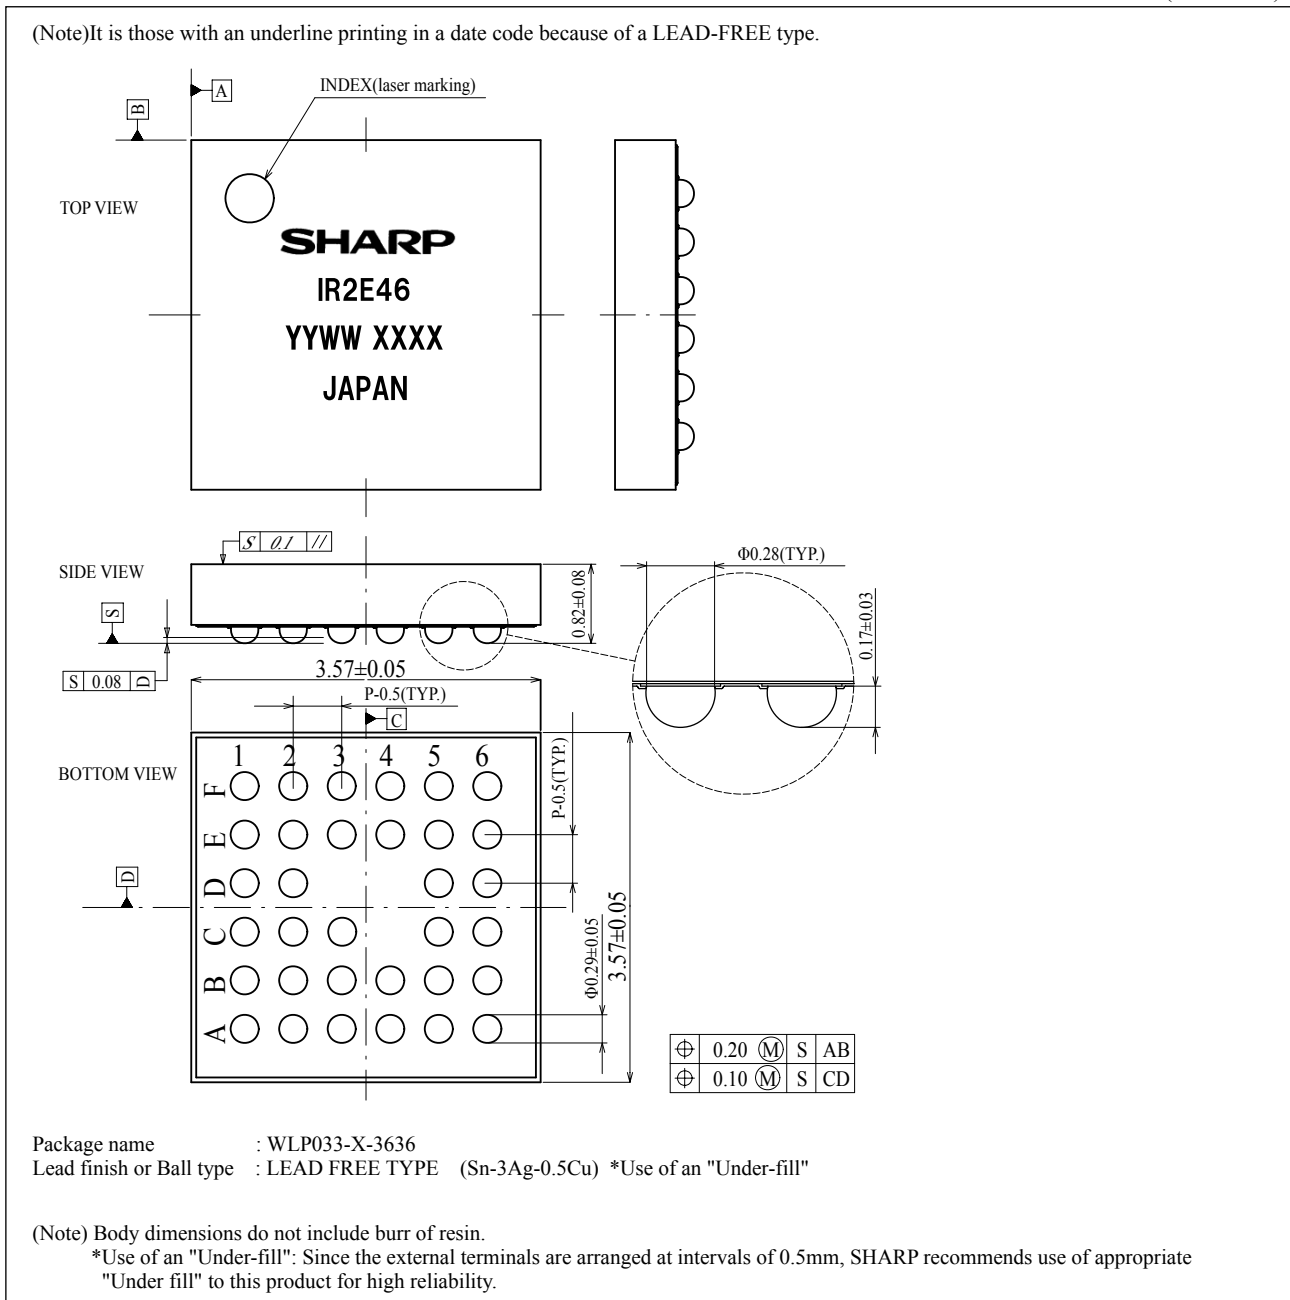 (Note)It is those with an underline printing in a date code because of a LEAD-FREE type.
A
INDEX(laser marking)
B
TOP VIEW
SHARP
IR2E46
YYWW XXXX
JAPAN
S 0.1 //
SIDE VIEW
S
0.82±0.08
Φ0.28(TYP.)
0.17±0.03
S 0.08
3.57±0.05
P-0.5(TYP.)
C
BOTTOM VIEW
1 2 3 4 5 6
F
E
D
C
B
A
D
P-0.5(TYP.)
Φ0.29±0.05
3.57±0.05
⌖ 0.20 Ⓜ S AB
⌖ 0.10 Ⓜ S CD
Package name : WLP033-X-3636
Lead finish or Ball type : LEAD FREE TYPE (Sn-3Ag-0.5Cu) *Use of an "Under-fill"
(Note) Body dimensions do not include burr of resin.
*Use of an "Under-fill": Since the external terminals are arranged at intervals of 0.5mm, SHARP recommends use of appropriate
"Under fill" to this product for high reliability.